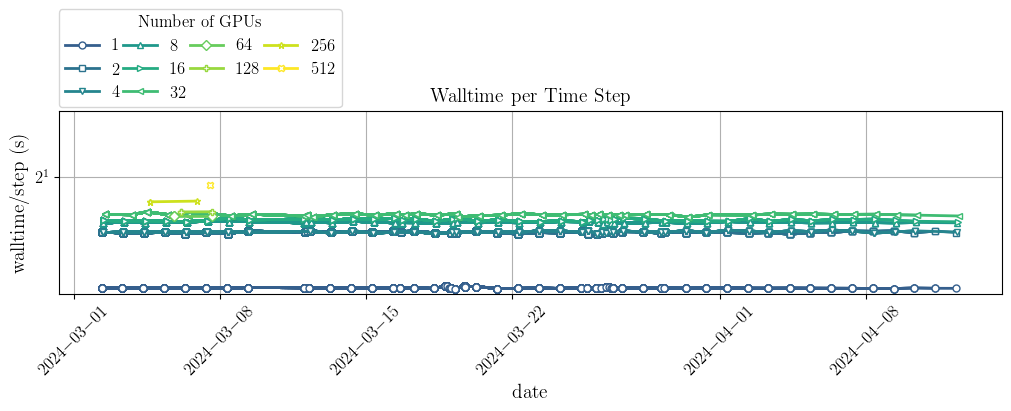 Number of GPUs
1 8 64 256
2 16 128 512
4 32
Walltime per Time Step
walltime/step (s)
2¹
2024−03−01
2024−03−08
2024−03−15
2024−03−22
2024−04−01
2024−04−08
date